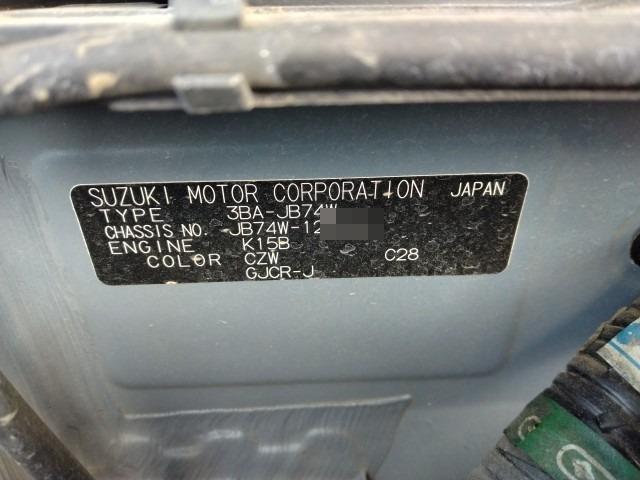 SUZUKI MOTOR CORPORATION JAPAN
TYPE 3BA-JB74W
CHASSIS NO. JB74W-12
ENGINE K15B
COLOR CZW C28
GJCR-J